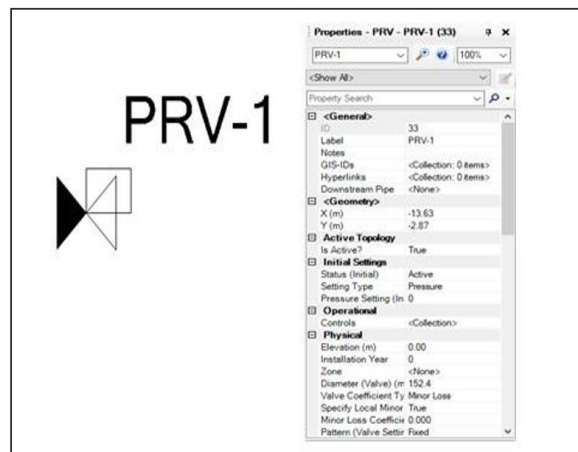 PRV-1
Properties - PRV - PRV-1 (33)
PRV-1 100%
<Show All>
Property Search
<General>
ID 33
Label PRV-1
Notes
GIS-IDs <Collection: 0 items>
Hyperlinks <Collection: 0 items>
Downstream Pipe <None>
<Geometry>
X (m) -13.63
Y (m) -2.87
Active Topology
Is Active? True
Initial Settings
Status (Initial) Active
Setting Type Pressure
Pressure Setting (In 0
Operational
Controls <Collection>
Physical
Elevation (m) 0.00
Installation Year 0
Zone <None>
Diameter (Valve) (m 152.4
Valve Coefficient Ty Minor Loss
Specify Local Minor True
Minor Loss Coefficie 0.000
Pattern (Valve Settir Fixed